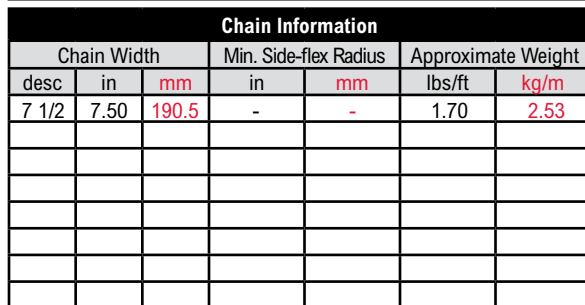 Chain Information
Chain Width Min. Side-flex Radius Approximate Weight
desc in mm in mm lbs/ft kg/m
7 1/2 7.50 190.5 - - 1.70 2.53